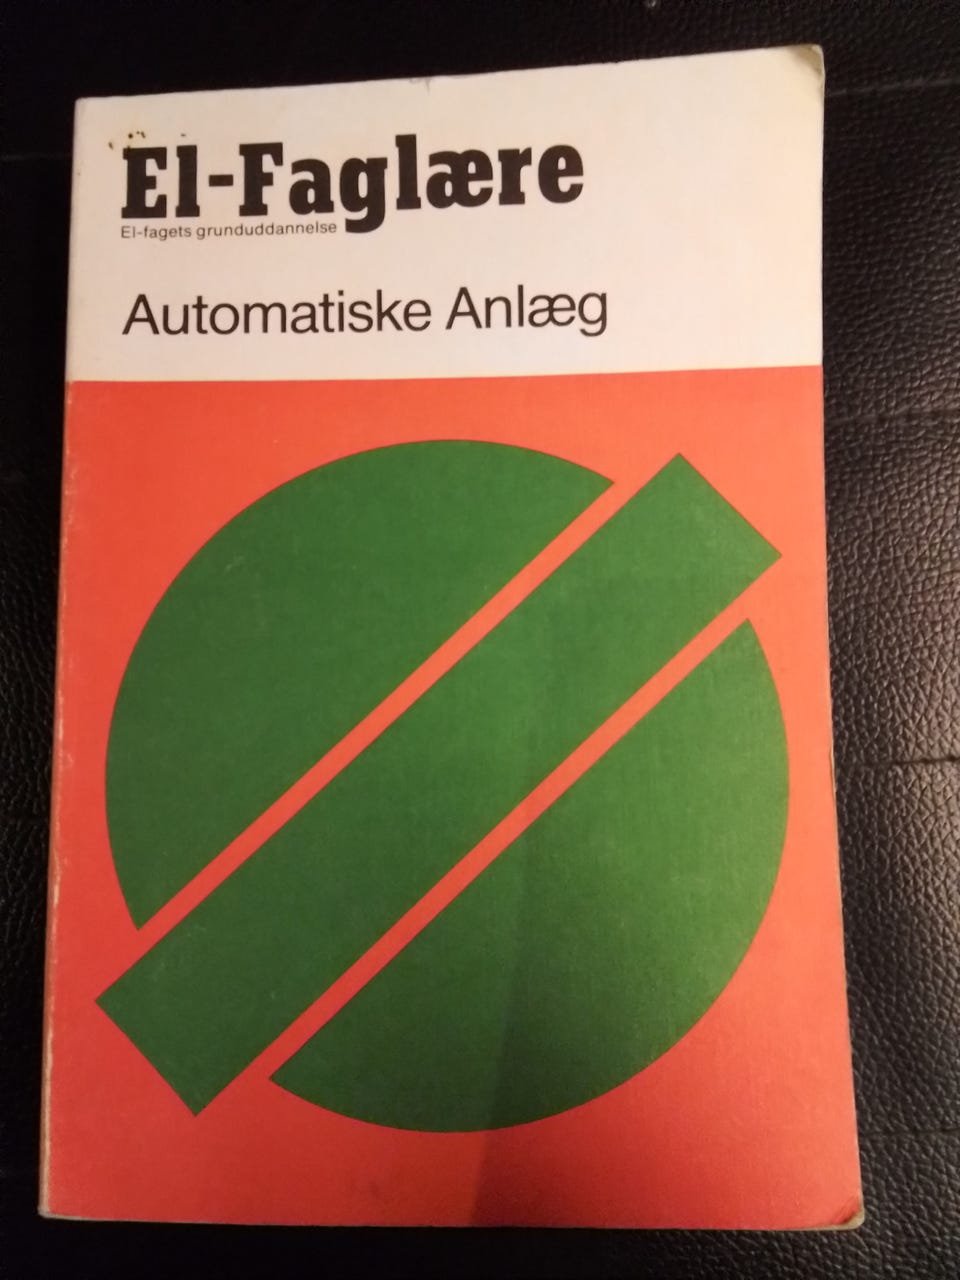 El-Faglære
El-fagets grunduddannelse
Automatiske Anlæg